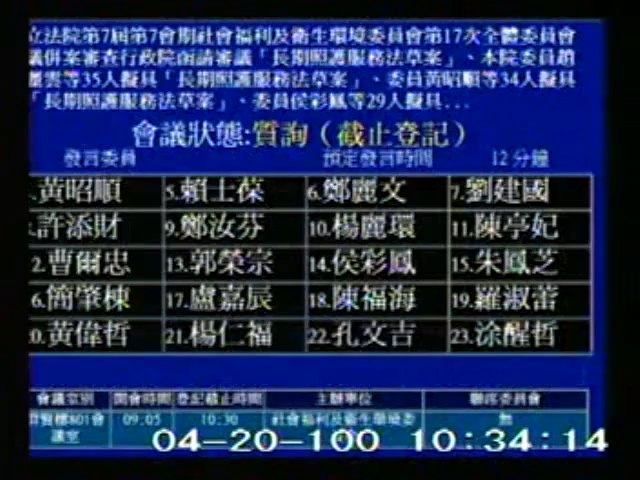 立法院第7屆第7會期社會福利及衛生環境委員會第17次全體委員會
議併案審查行政院函請審議「長期照護服務法草案」、本院委員趙
麗雲等35人擬具「長期照護服務法草案」、委員黃昭順等34人擬具
「長期照護服務法草案」、委員侯彩鳳等29人擬具...
會議狀態:質詢（截止登記）
發言委員 預定發言時間 12分鐘
黃昭順 5.賴士葆 6.鄭麗文 7.劉建國
許添財 9.鄭汝芬 10.楊麗環 11.陳亭妃
2.曹爾忠 13.郭榮宗 14.侯彩鳳 15.朱鳳芝
6.簡肇棟 17.盧嘉辰 18.陳福海 19.羅淑蕾
0.黃偉哲 21.楊仁福 22.孔文吉 23.涂醒哲
會議室別 開會時間 登記截止時間 主辦單位 聯席委員會
群賢樓801會 09:05 10:30 社會福利及衛生環境委 無
議室
04-20-100 10:34:14